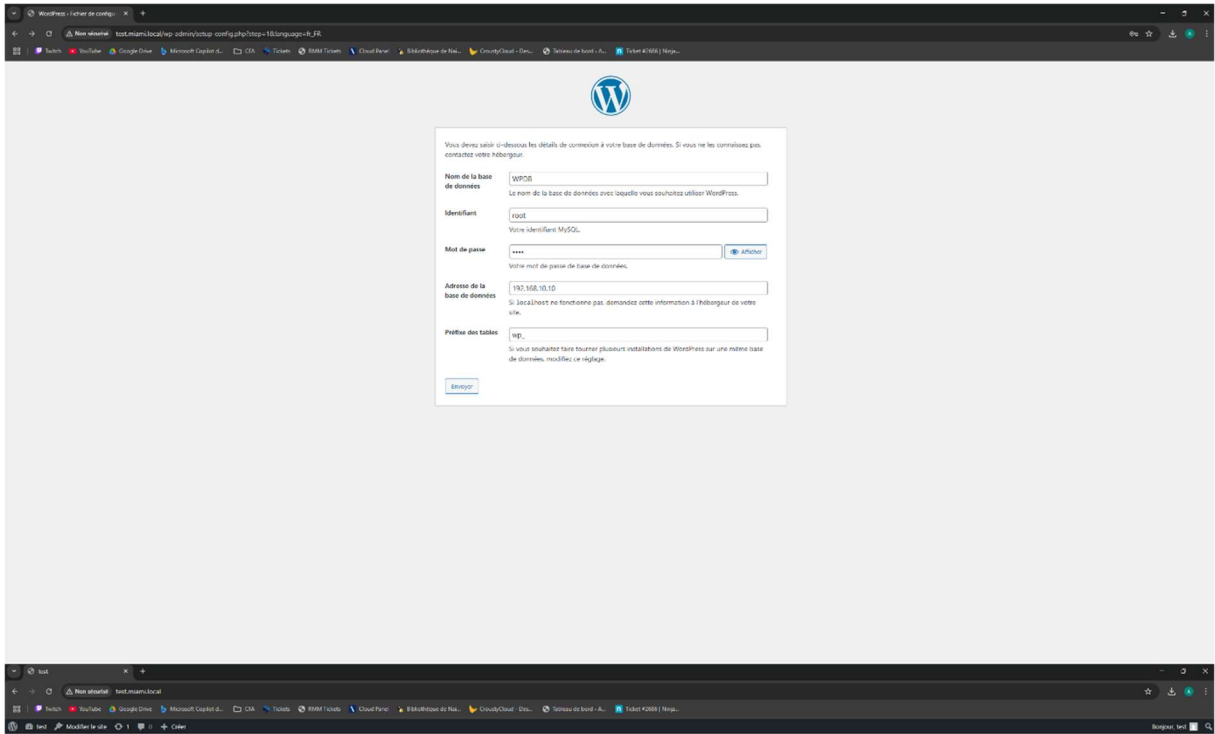 WordPress › Fichier de configu
Non sécurisé test.miami.local/wp-admin/setup-config.php?step=1&language=fr_FR
Twitch YouTube Google Drive Microsoft Copilot d... CFA Tickets RMM Tickets Cloud Panel Bibliothèque de Nai... CroustyCloud - Des... Tableau de bord - A... Ticket #2686 | Ninja...
Vous devez saisir ci-dessous les détails de connexion à votre base de données. Si vous ne les connaissez pas,
contactez votre hébergeur.
Nom de la base
de données
WPDB
Le nom de la base de données avec laquelle vous souhaitez utiliser WordPress.
Identifiant
root
Votre identifiant MySQL.
Mot de passe
••••
Afficher
Votre mot de passe de base de données.
Adresse de la
base de données
192.168.10.10
Si localhost ne fonctionne pas, demandez cette information à l’hébergeur de votre
site.
Préfixe des tables
wp_
Si vous souhaitez faire tourner plusieurs installations de WordPress sur une même base
de données, modifiez ce réglage.
Envoyer
test
Non sécurisé test.miami.local
Twitch YouTube Google Drive Microsoft Copilot d... CFA Tickets RMM Tickets Cloud Panel Bibliothèque de Nai... CroustyCloud - Des... Tableau de bord - A... Ticket #2686 | Ninja...
test Modifier le site 1 0 Créer
Bonjour, test